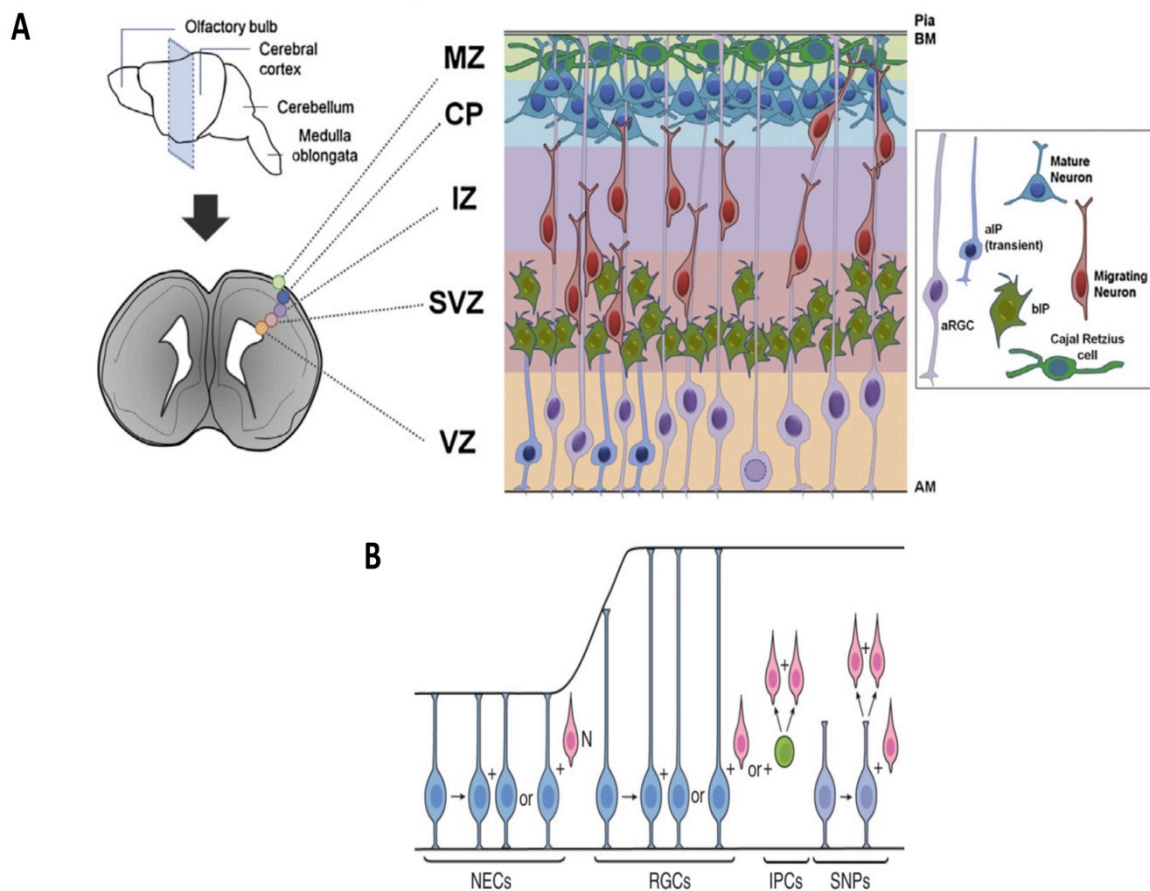 A
Olfactory bulb
Cerebral
cortex
Cerebellum
Medulla
oblongata
MZ
CP
IZ
SVZ
VZ
Pia
BM
AM
Mature
Neuron
aIP
(transient)
Migrating
Neuron
bIP
aRGC
Cajal Retzius
cell
B
+ or + N + or + or + + + +
NECs RGCs IPCs SNPs